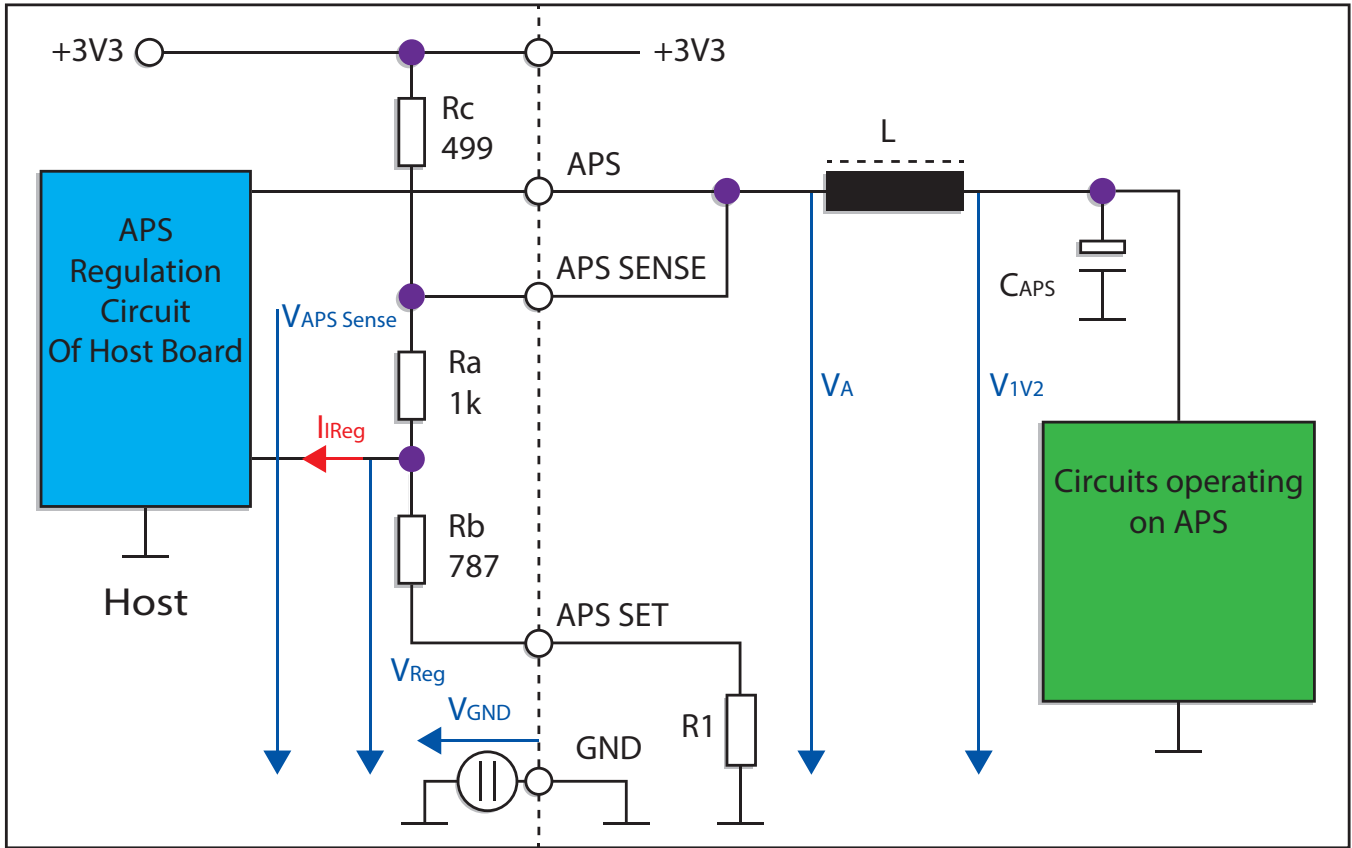 +3V3
+3V3
Rc
499
APS
L
APS
Regulation
Circuit
Of Host Board
APS SENSE
CAPS
VAPS Sense
Ra
1k
VA
V1V2
IIReg
Circuits operating
on APS
Rb
787
Host
APS SET
VReg
VGND
R1
GND